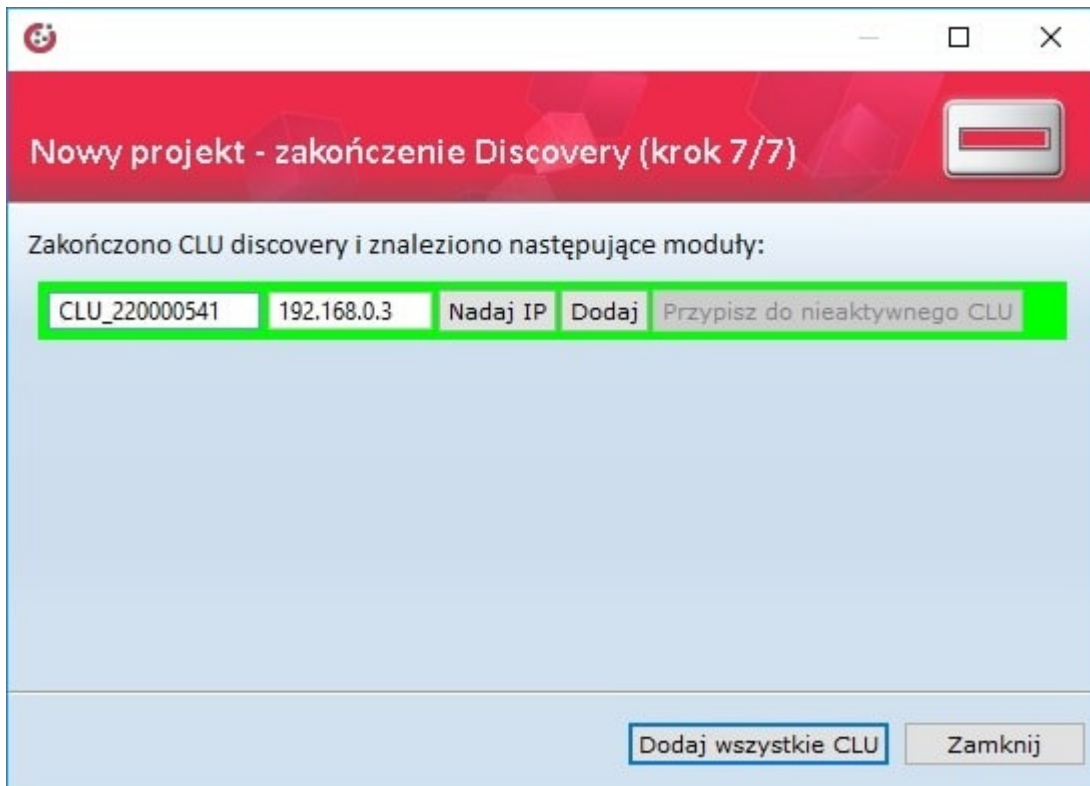 Nowy projekt - zakończenie Discovery (krok 7/7)
Zakończono CLU discovery i znaleziono następujące moduły:
CLU_220000541 192.168.0.3 Nadaj IP Dodaj Przypisz do nieaktywnego CLU
Dodaj wszystkie CLU Zamknij